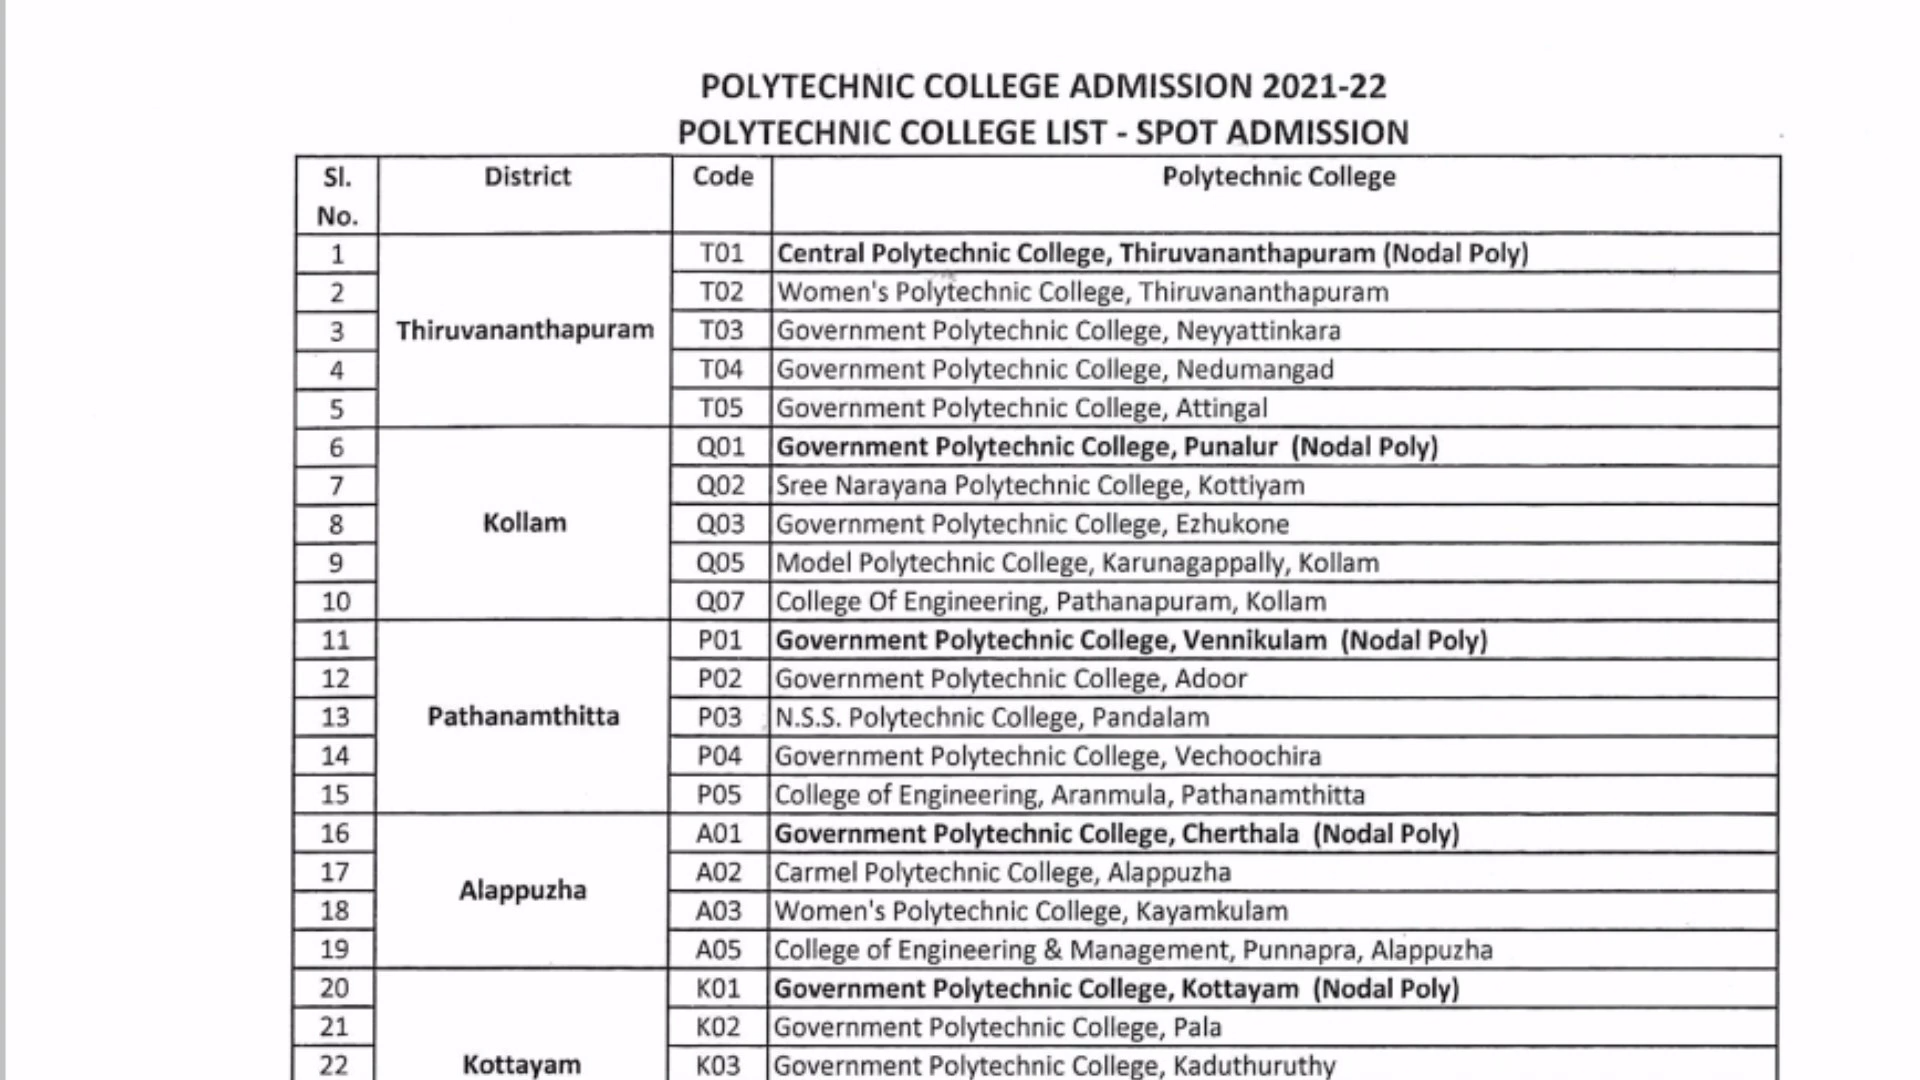 POLYTECHNIC COLLEGE ADMISSION 2021-22
POLYTECHNIC COLLEGE LIST - SPOT ADMISSION
Sl. No. District Code Polytechnic College
1 Thiruvananthapuram T01 Central Polytechnic College, Thiruvananthapuram (Nodal Poly)
2 T02 Women's Polytechnic College, Thiruvananthapuram
3 T03 Government Polytechnic College, Neyyattinkara
4 T04 Government Polytechnic College, Nedumangad
5 T05 Government Polytechnic College, Attingal
6 Kollam Q01 Government Polytechnic College, Punalur (Nodal Poly)
7 Q02 Sree Narayana Polytechnic College, Kottiyam
8 Q03 Government Polytechnic College, Ezhukone
9 Q05 Model Polytechnic College, Karunagappally, Kollam
10 Q07 College Of Engineering, Pathanapuram, Kollam
11 Pathanamthitta P01 Government Polytechnic College, Vennikulam (Nodal Poly)
12 P02 Government Polytechnic College, Adoor
13 P03 N.S.S. Polytechnic College, Pandalam
14 P04 Government Polytechnic College, Vechoochira
15 P05 College of Engineering, Aranmula, Pathanamthitta
16 Alappuzha A01 Government Polytechnic College, Cherthala (Nodal Poly)
17 A02 Carmel Polytechnic College, Alappuzha
18 A03 Women's Polytechnic College, Kayamkulam
19 A05 College of Engineering & Management, Punnapra, Alappuzha
20 Kottayam K01 Government Polytechnic College, Kottayam (Nodal Poly)
21 K02 Government Polytechnic College, Pala
22 K03 Government Polytechnic College, Kaduthuruthy